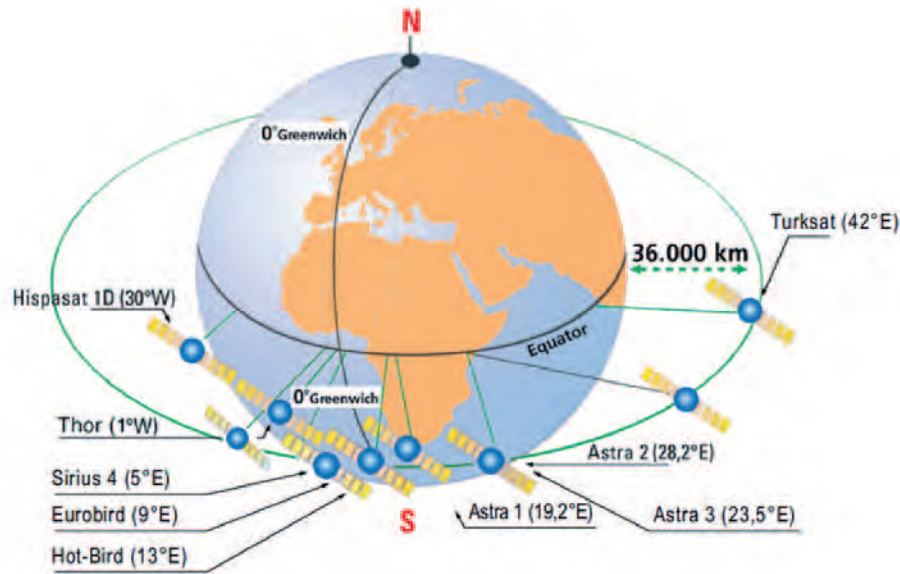 N
0°Greenwich
Turksat (42°E)
36.000 km
Hispasat 1D (30°W)
Equator
0°Greenwich
Thor (1°W)
Astra 2 (28,2°E)
Sirius 4 (5°E)
Eurobird (9°E)
S
Astra 1 (19,2°E)
Astra 3 (23,5°E)
Hot-Bird (13°E)